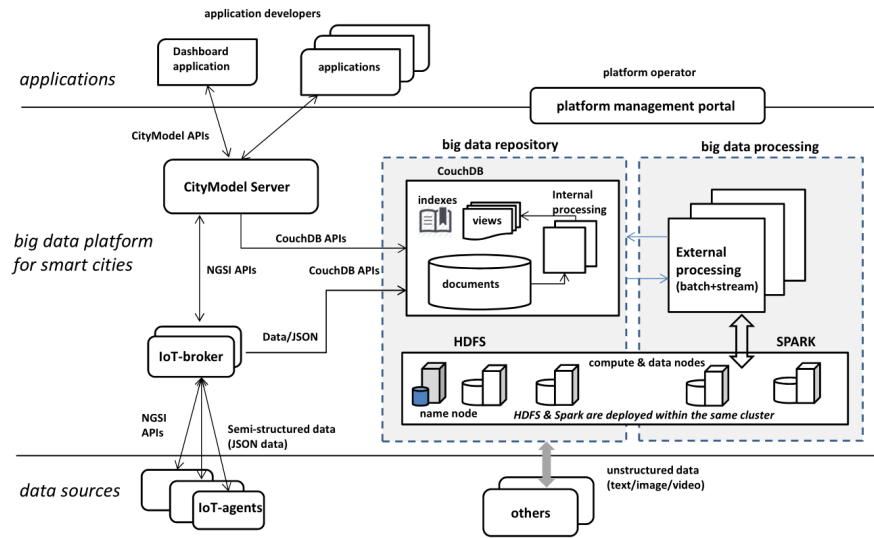 application developers
Dashboard
application
applications
applications
platform operator
platform management portal
CityModel APIs
big data repository
big data processing
CityModel Server
CouchDB
indexes
views
Internal
processing
documents
CouchDB APIs
big data platform
for smart cities
NGSI APIs
CouchDB APIs
External
processing
(batch+stream)
Data/JSON
IoT-broker
HDFS
SPARK
compute & data nodes
name node
HDFS & Spark are deployed within the same cluster
NGSI
APIs
Semi-structured data
(JSON data)
data sources
IoT-agents
unstructured data
(text/image/video)
others